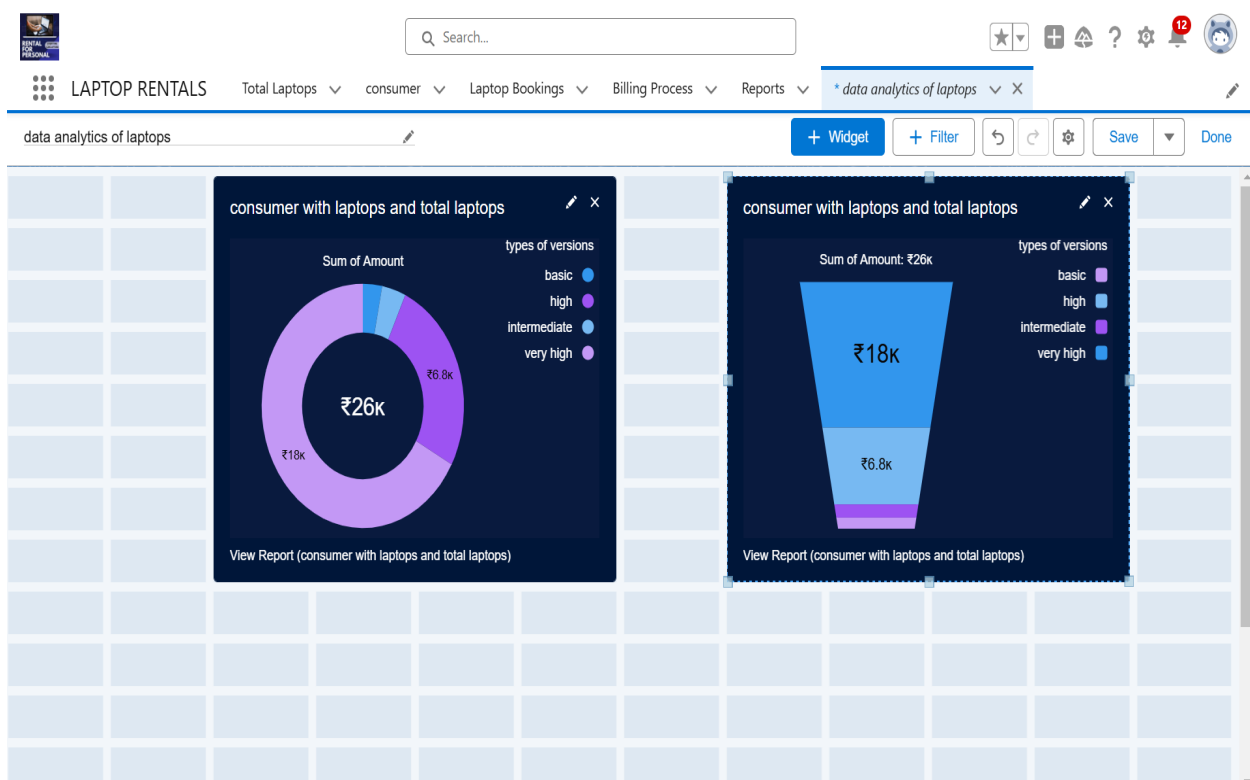 RENTAL
FOR
PERSONAL
Search...
12
LAPTOP RENTALS
Total Laptops
consumer
Laptop Bookings
Billing Process
Reports
* data analytics of laptops
data analytics of laptops
+ Widget
+ Filter
Save
Done
consumer with laptops and total laptops
types of versions
Sum of Amount
basic
high
intermediate
very high
₹6.8K
₹26K
₹18K
View Report (consumer with laptops and total laptops)
consumer with laptops and total laptops
types of versions
Sum of Amount: ₹26K
basic
high
intermediate
very high
₹18K
₹6.8K
View Report (consumer with laptops and total laptops)